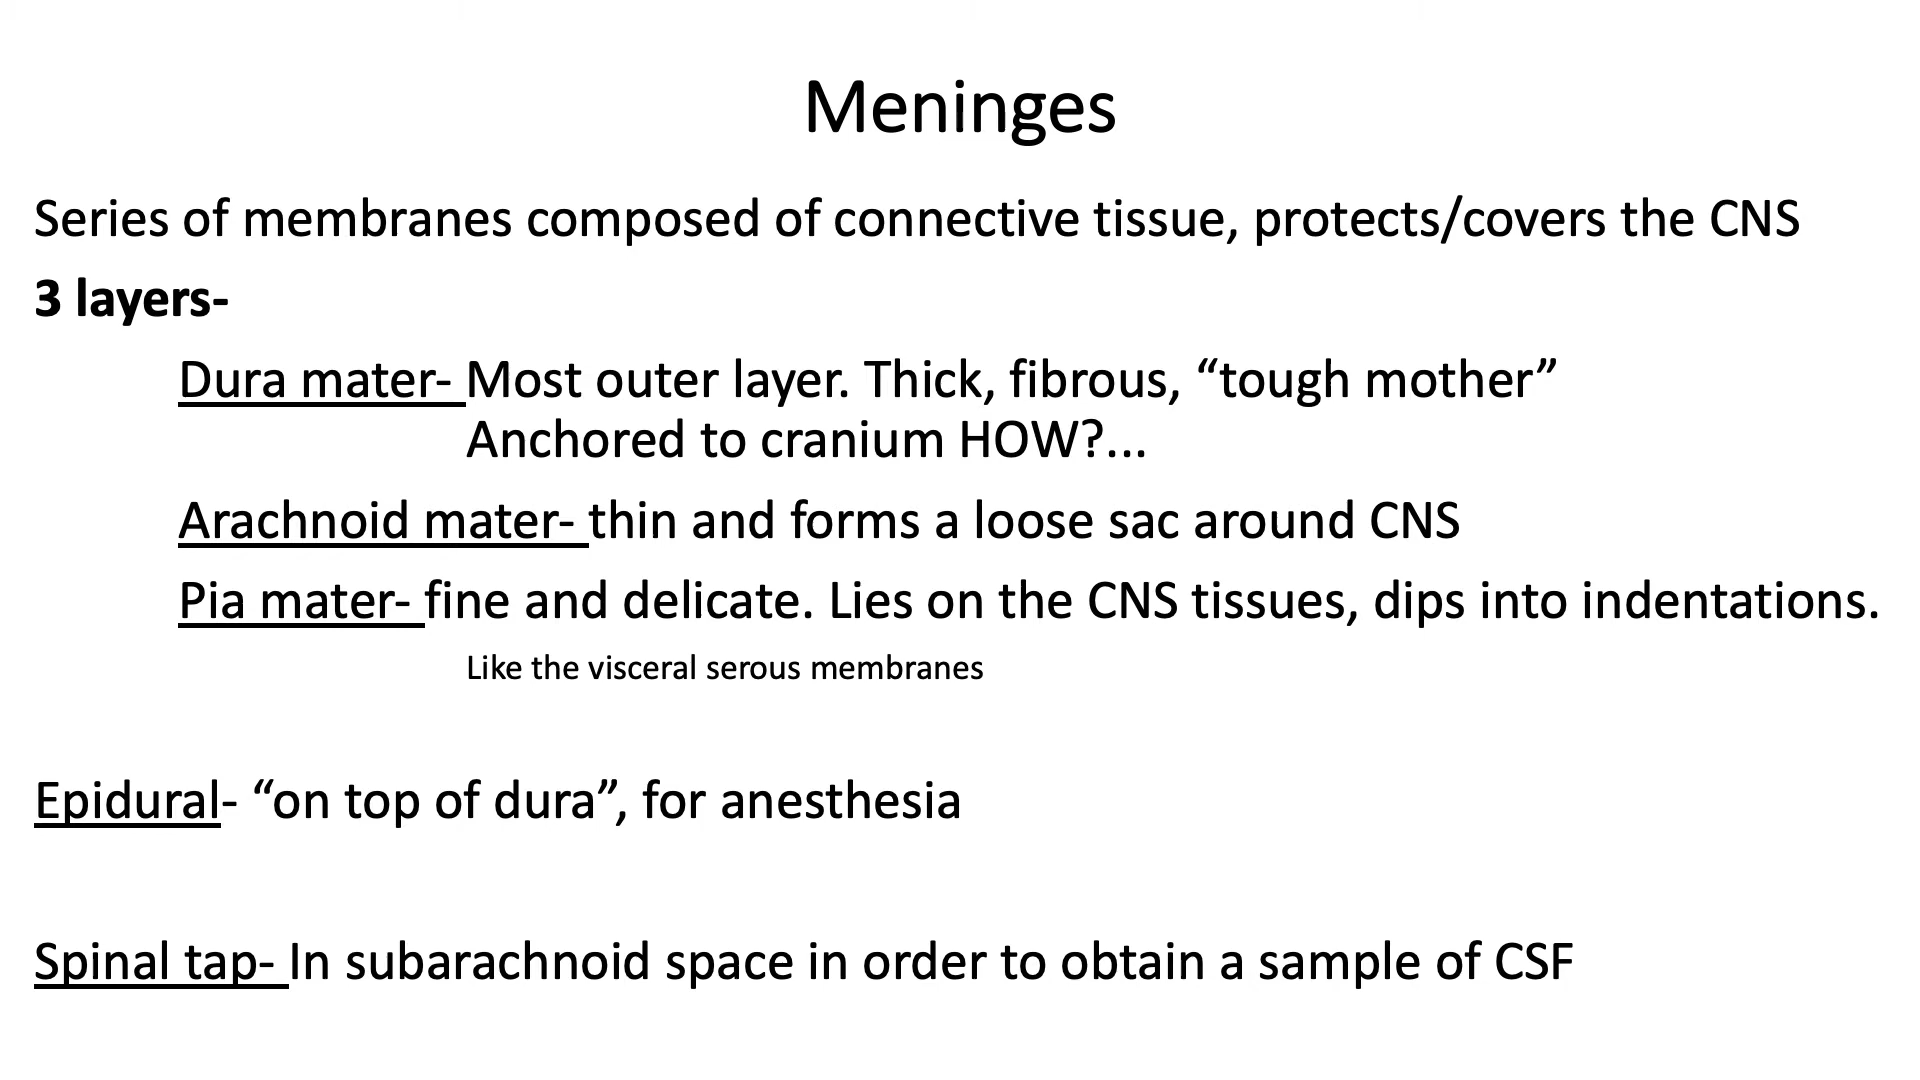 Meninges
Series of membranes composed of connective tissue, protects/covers the CNS
3 layers-
Dura mater- Most outer layer. Thick, fibrous, “tough mother”
Anchored to cranium HOW?...
Arachnoid mater- thin and forms a loose sac around CNS
Pia mater- fine and delicate. Lies on the CNS tissues, dips into indentations.
Like the visceral serous membranes
Epidural- “on top of dura”, for anesthesia
Spinal tap- In subarachnoid space in order to obtain a sample of CSF